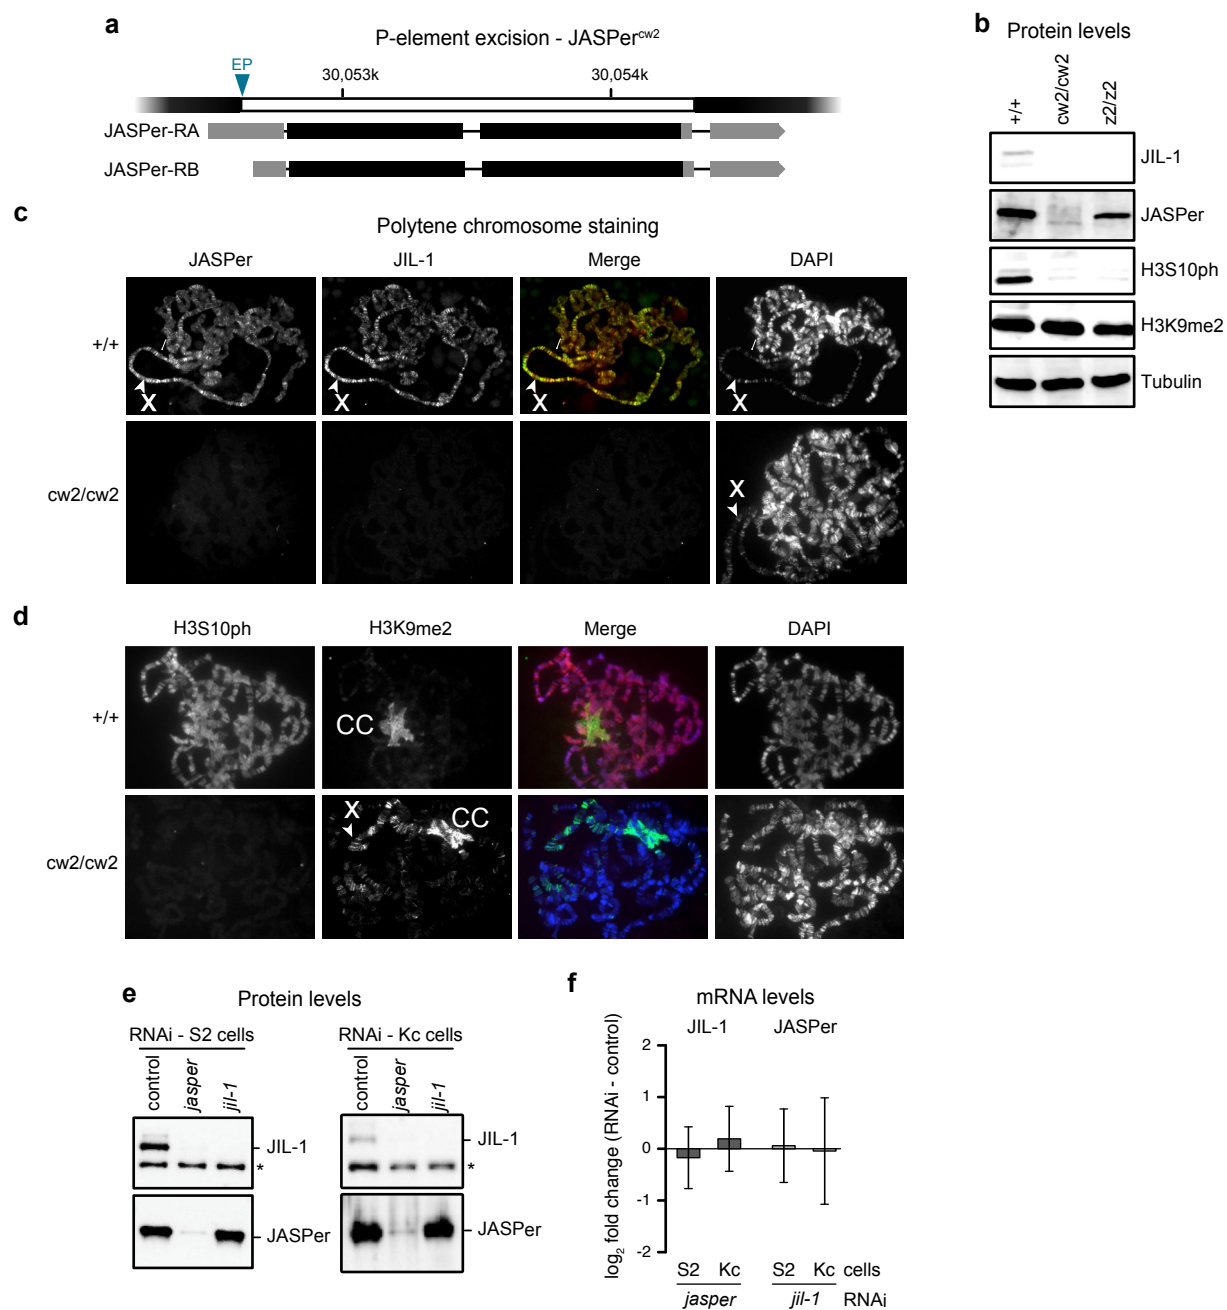 a
P-element excision - JASPer^cw2
EP
30,053k
30,054k
JASPer-RA
JASPer-RB
b
Protein levels
+/+
cw2/cw2
z2/z2
JIL-1
JASPer
H3S10ph
H3K9me2
Tubulin
c
Polytene chromosome staining
JASPer JIL-1 Merge DAPI
+/+
X X X X
cw2/cw2
X
d
H3S10ph H3K9me2 Merge DAPI
+/+
CC
cw2/cw2
X CC
e
Protein levels
RNAi - S2 cells
control
jasper
jil-1
JIL-1
*
JASPer
RNAi - Kc cells
control
jasper
jil-1
JIL-1
*
JASPer
f
mRNA levels
JIL-1 JASPer
log2 fold change (RNAi - control)
2
1
0
-1
-2
S2 Kc S2 Kc cells
jasper jil-1 RNAi